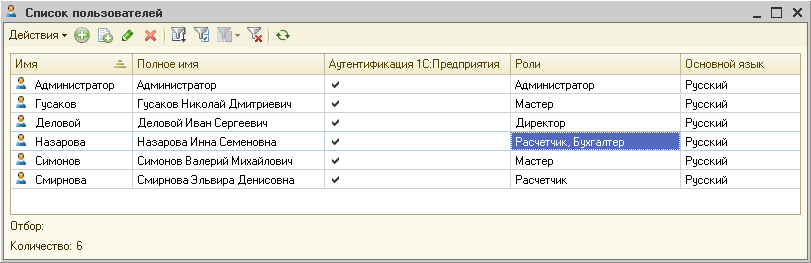 Список пользователей
Действия
Имя Полное имя Аутентификация 1С:Предприятия Роли Основной язык
Администратор Администратор Администратор Русский
Гусаков Гусаков Николай Дмитриевич Мастер Русский
Деловой Деловой Иван Сергеевич Директор Русский
Назарова Назарова Инна Семеновна Расчетчик, Бухгалтер Русский
Симонов Симонов Валерий Михайлович Мастер Русский
Смирнова Смирнова Эльвира Денисовна Расчетчик Русский
Отбор:
Количество: 6